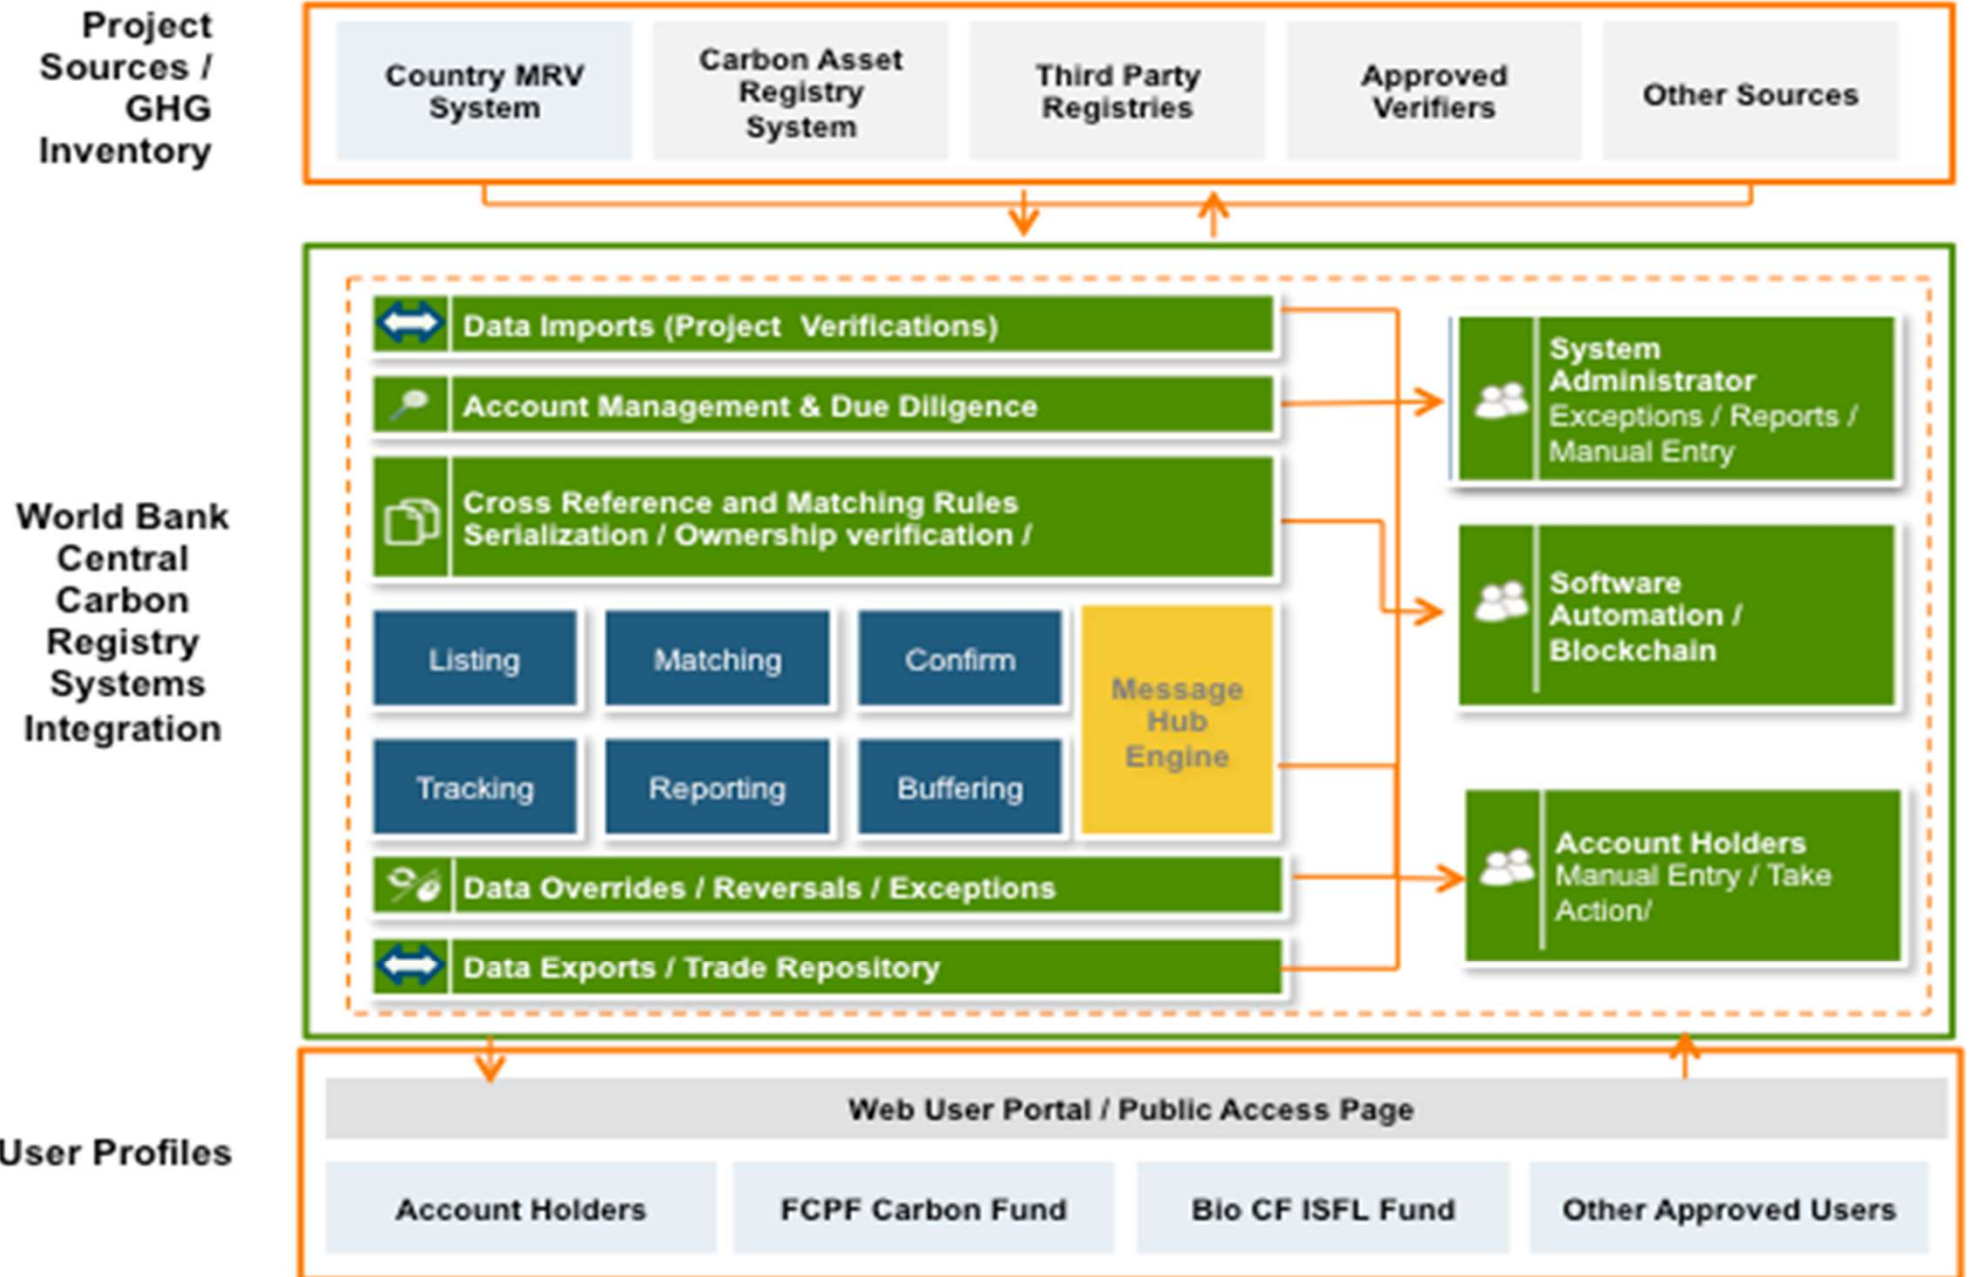 Project
Sources /
GHG
Inventory
Country MRV
System
Carbon Asset
Registry
System
Third Party
Registries
Approved
Verifiers
Other Sources
World Bank
Central
Carbon
Registry
Systems
Integration
Data Imports (Project Verifications)
Account Management & Due Diligence
Cross Reference and Matching Rules
Serialization / Ownership verification /
Listing
Matching
Confirm
Message
Hub
Engine
Tracking
Reporting
Buffering
Data Overrides / Reversals / Exceptions
Data Exports / Trade Repository
System
Administrator
Exceptions / Reports /
Manual Entry
Software
Automation /
Blockchain
Account Holders
Manual Entry / Take
Action/
User Profiles
Web User Portal / Public Access Page
Account Holders
FCPF Carbon Fund
Bio CF ISFL Fund
Other Approved Users